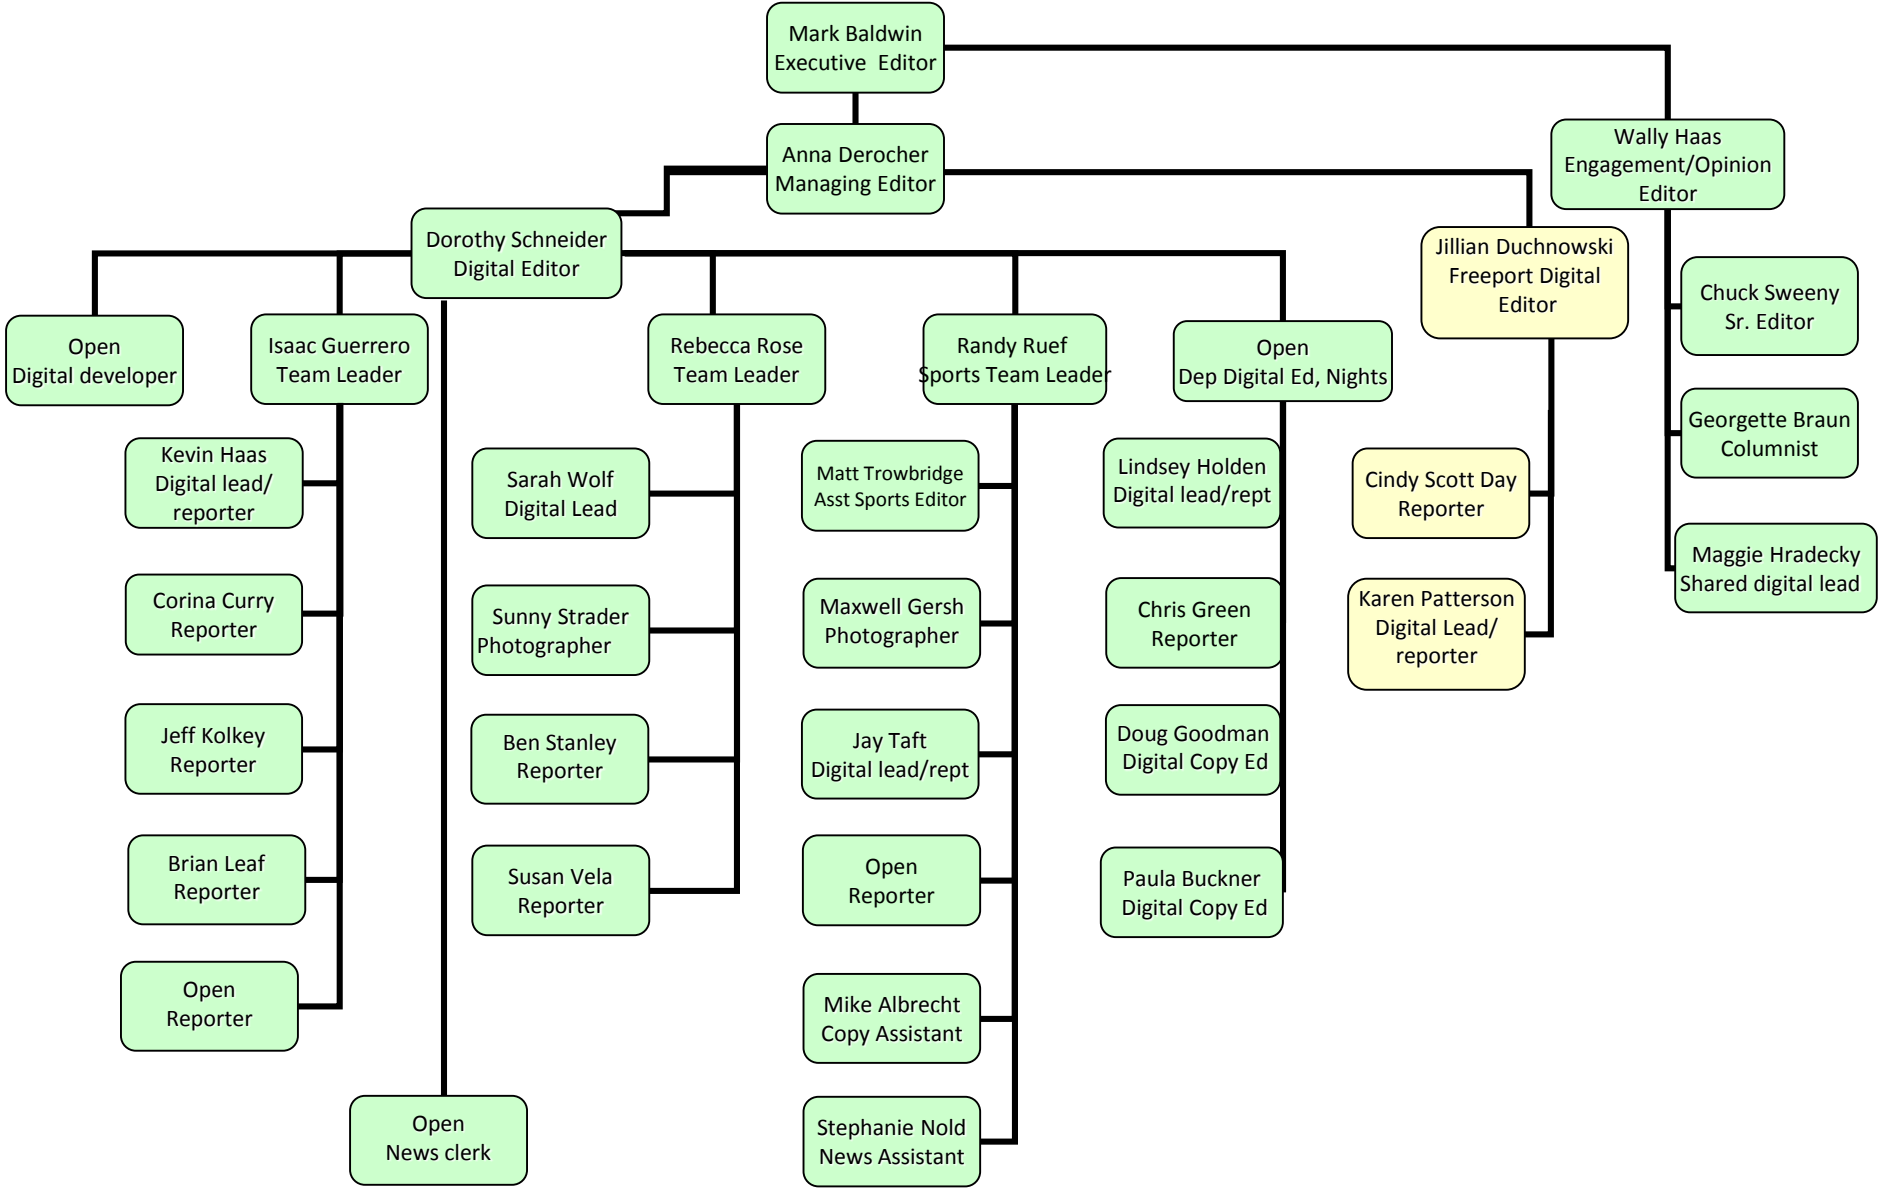 Mark Baldwin
Executive  Editor
Anna Derocher
Managing Editor
Wally Haas
Engagement/Opinion
Editor
Dorothy Schneider
Digital Editor
Jillian Duchnowski
Freeport Digital
Editor
Chuck Sweeny
Sr. Editor
Georgette Braun
Columnist
Maggie Hradecky
Shared digital lead
Open
Digital developer
Isaac Guerrero
Team Leader
Rebecca Rose
Team Leader
Randy Ruef
Sports Team Leader
Open
Dep Digital Ed, Nights
Kevin Haas
Digital lead/
reporter
Corina Curry
Reporter
Jeff Kolkey
Reporter
Brian Leaf
Reporter
Open
Reporter
Open
News clerk
Sarah Wolf
Digital Lead
Sunny Strader
Photographer
Ben Stanley
Reporter
Susan Vela
Reporter
Matt Trowbridge
Asst Sports Editor
Maxwell Gersh
Photographer
Jay Taft
Digital lead/rept
Open
Reporter
Mike Albrecht
Copy Assistant
Stephanie Nold
News Assistant
Lindsey Holden
Digital lead/rept
Chris Green
Reporter
Doug Goodman
Digital Copy Ed
Paula Buckner
Digital Copy Ed
Cindy Scott Day
Reporter
Karen Patterson
Digital Lead/
reporter